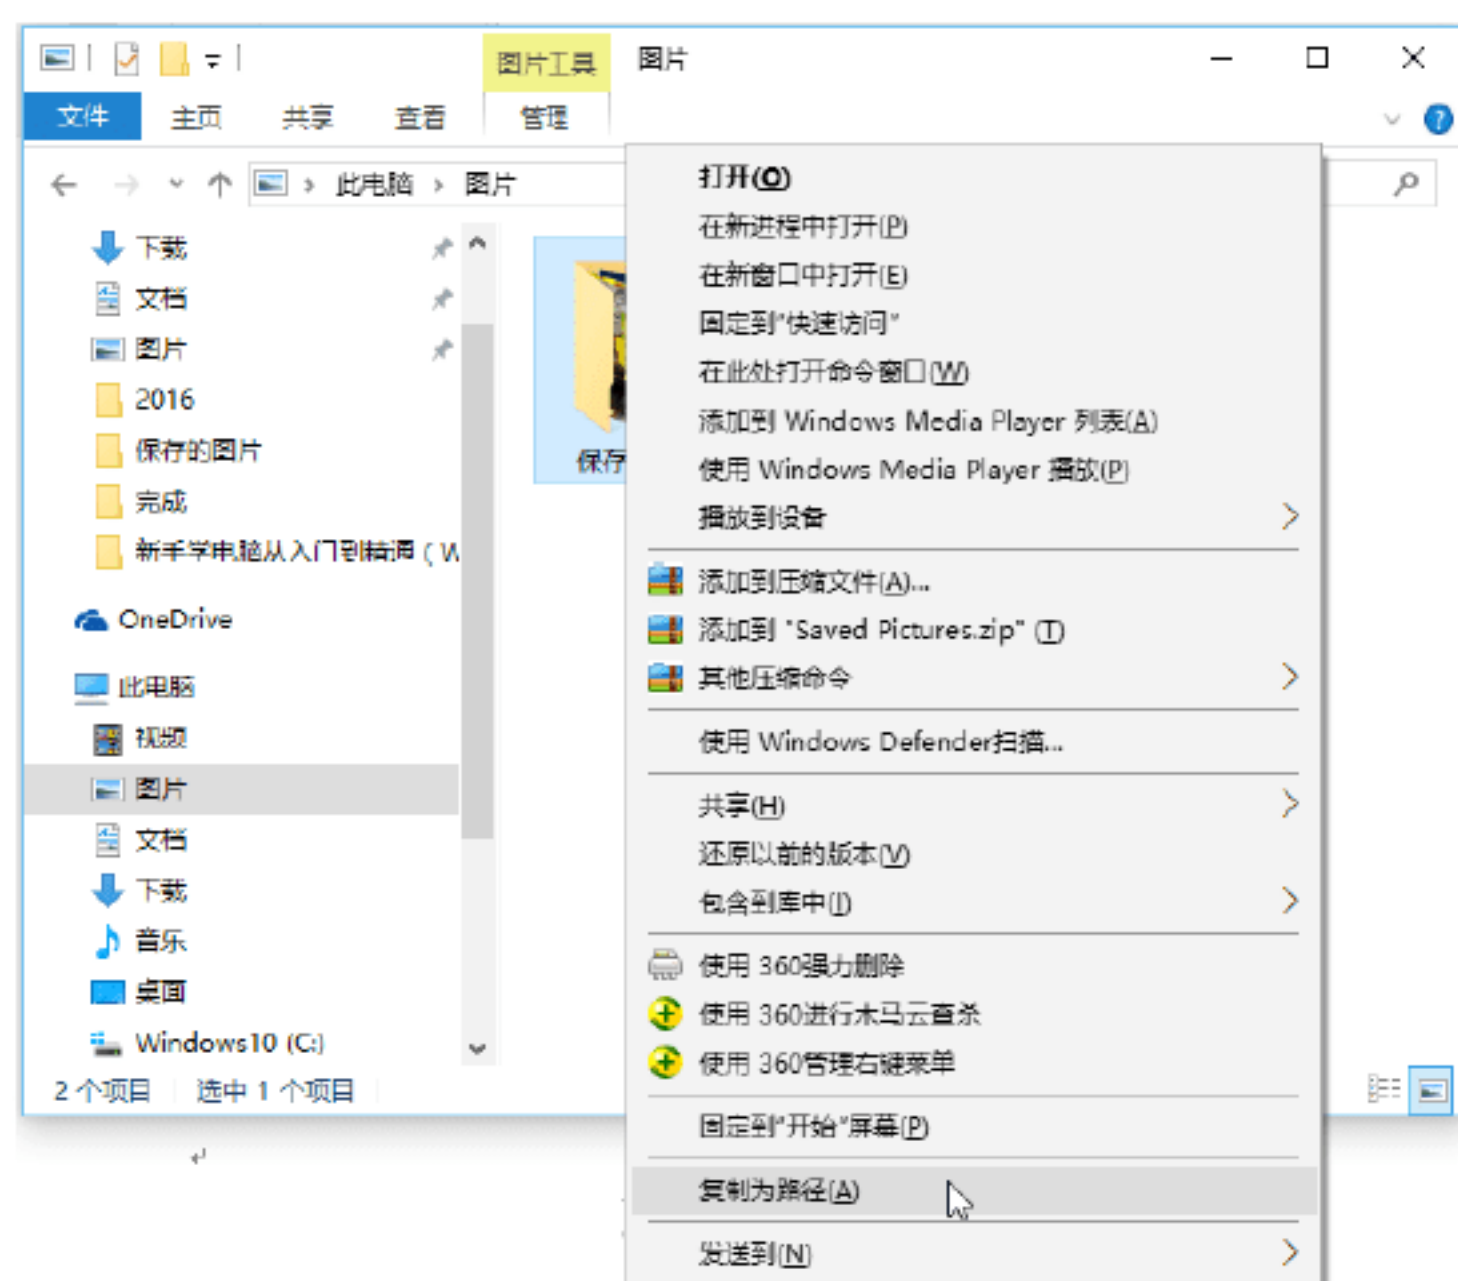 图片工具
图片
文件
主页
共享
查看
管理
此电脑
图片
下载
文档
图片
2016
保存的图片
完成
新手学电脑从入门到精通 ( W
OneDrive
此电脑
视频
图片
文档
下载
音乐
桌面
Windows10 (C:)
2 个项目
选中 1 个项目
保存
打开(O)
在新进程中打开(P)
在新窗口中打开(E)
固定到"快速访问"
在此处打开命令窗口(W)
添加到 Windows Media Player 列表(A)
使用 Windows Media Player 播放(P)
播放到设备
添加到压缩文件(A)...
添加到 "Saved Pictures.zip" (T)
其他压缩命令
使用 Windows Defender扫描...
共享(H)
还原以前的版本(V)
包含到库中(I)
使用 360强力删除
使用 360进行木马云查杀
使用 360管理右键菜单
固定到"开始"屏幕(P)
复制为路径(A)
发送到(N)